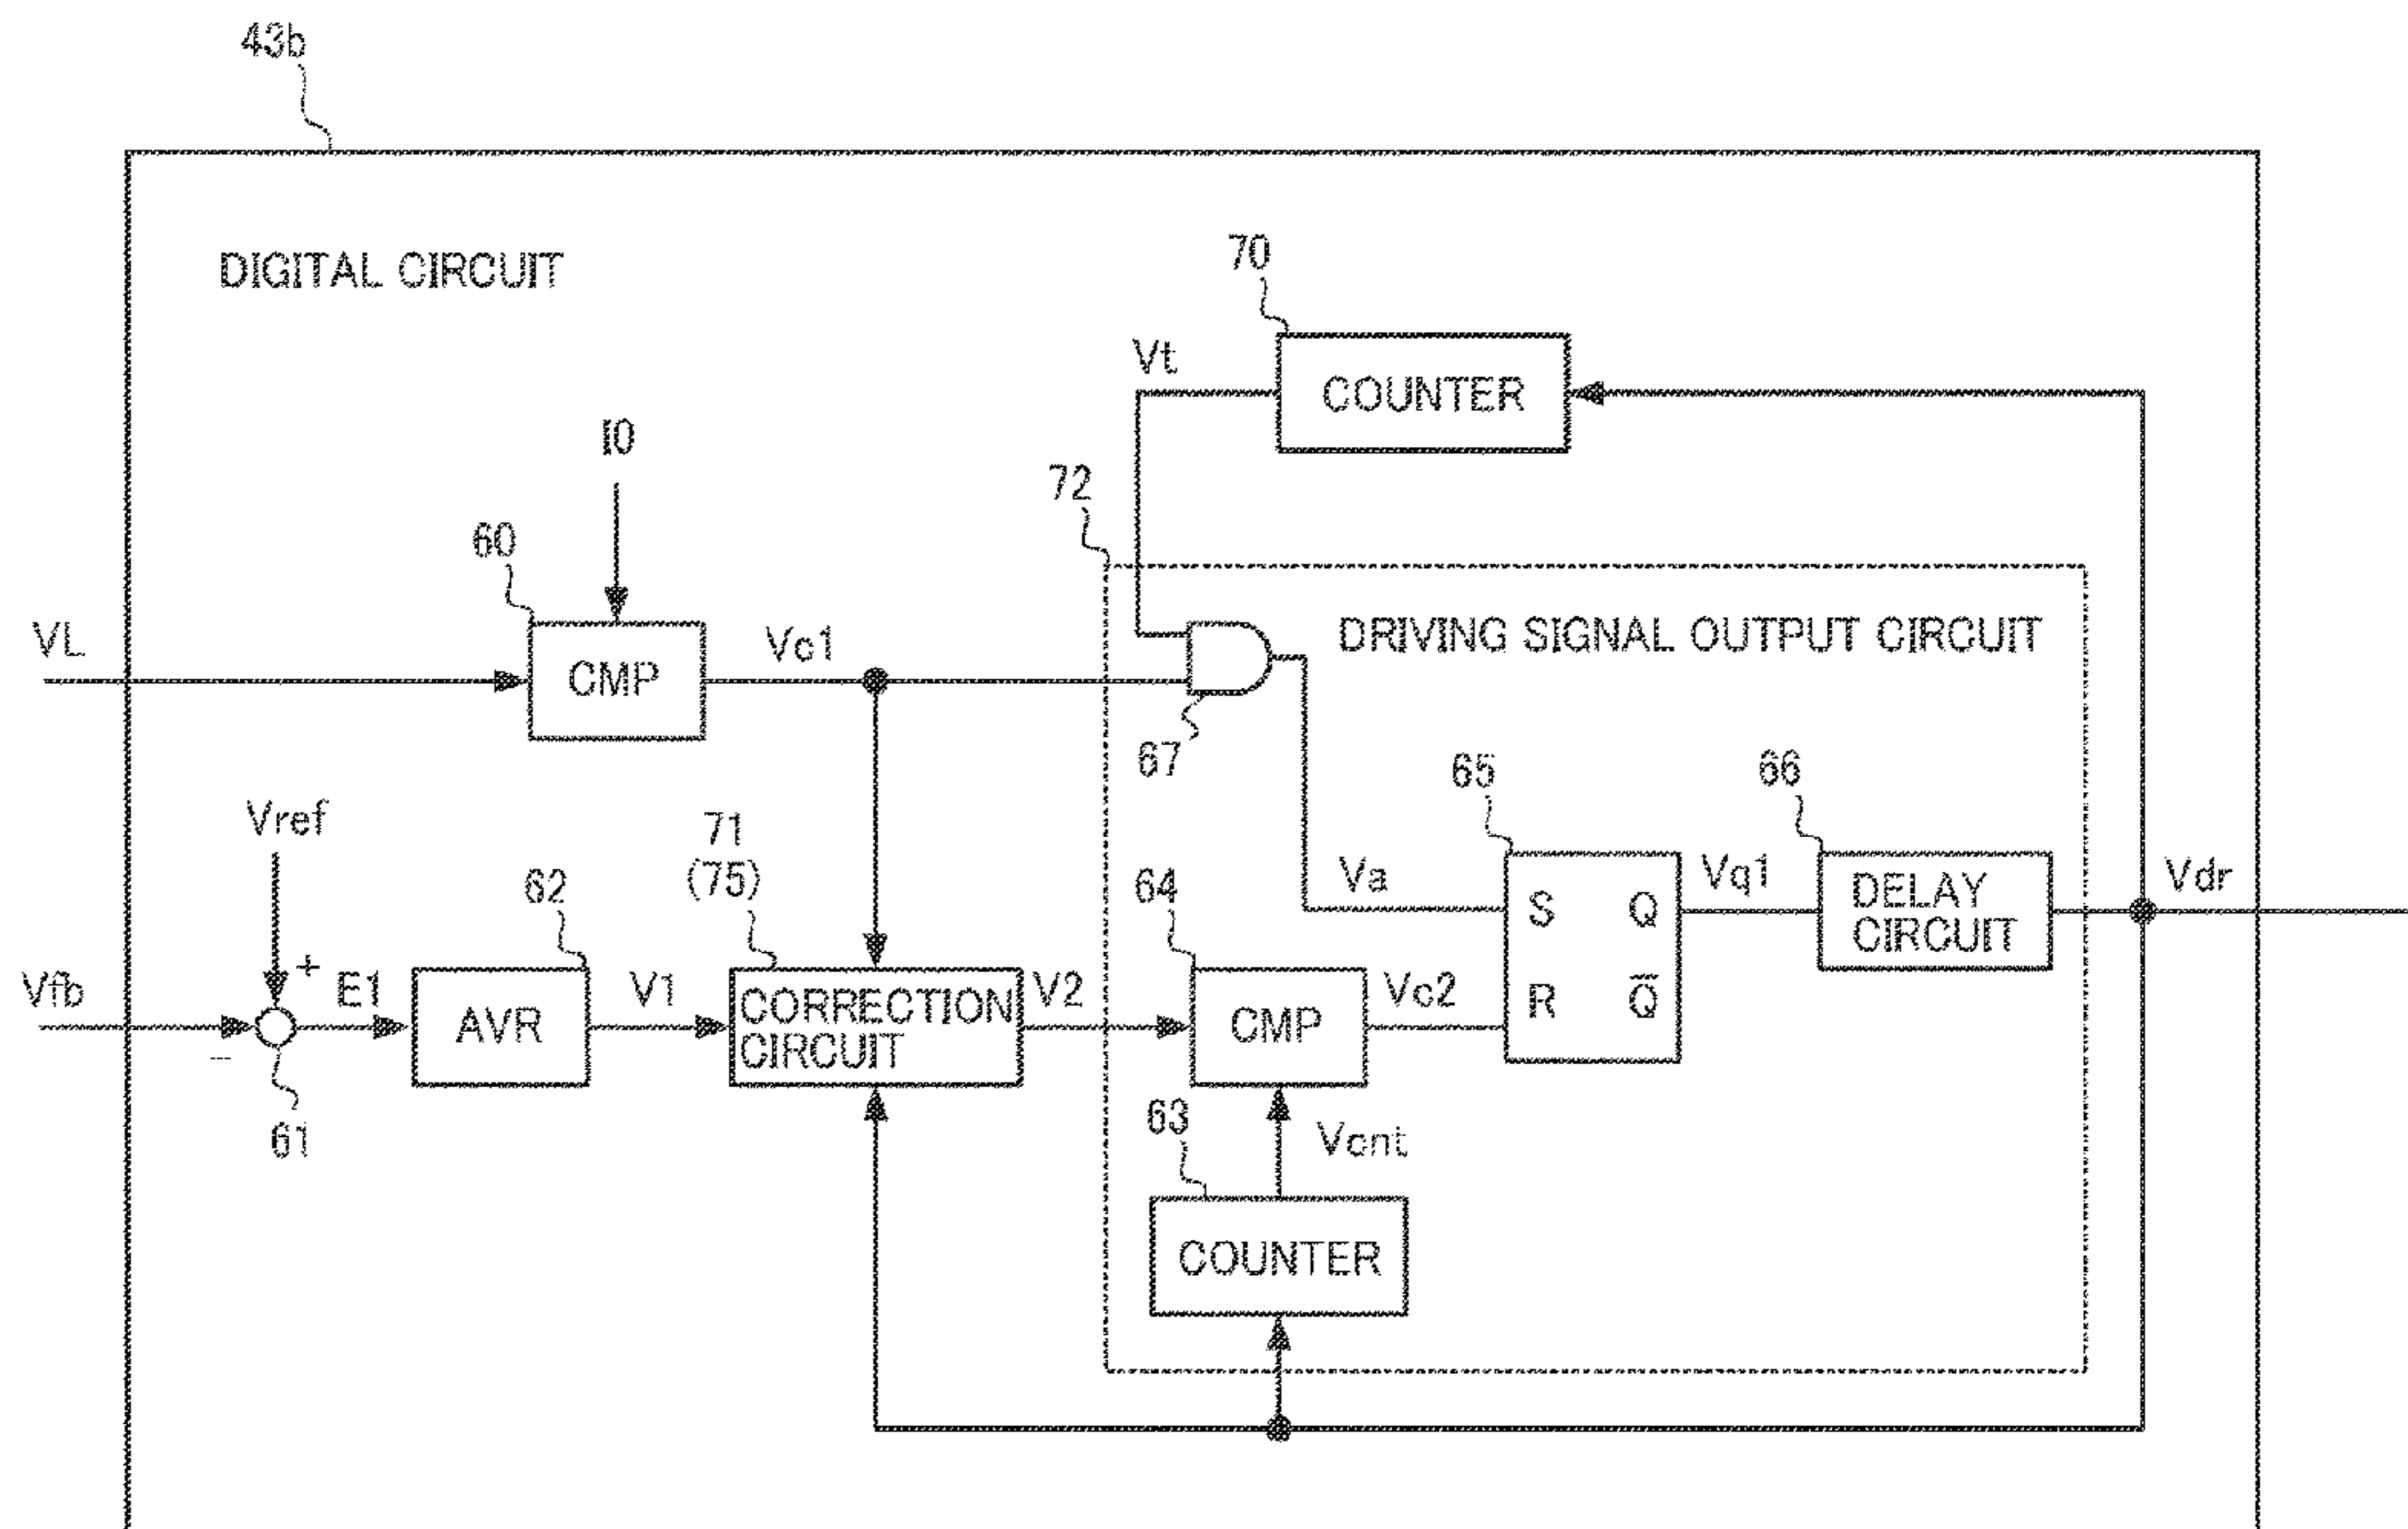 43b
DIGITAL CIRCUIT
70
Vt
COUNTER
I0
72
60
VL
CMP
Vc1
DRIVING SIGNAL OUTPUT CIRCUIT
67
65
66
Vref
71
(75)
62
64
Va
Vq1
Vdr
S
Q
DELAY
CIRCUIT
Vfb
+
−
E1
AVR
V1
CORRECTION
CIRCUIT
V2
CMP
Vc2
R
Q̅
61
63
Vcnt
COUNTER